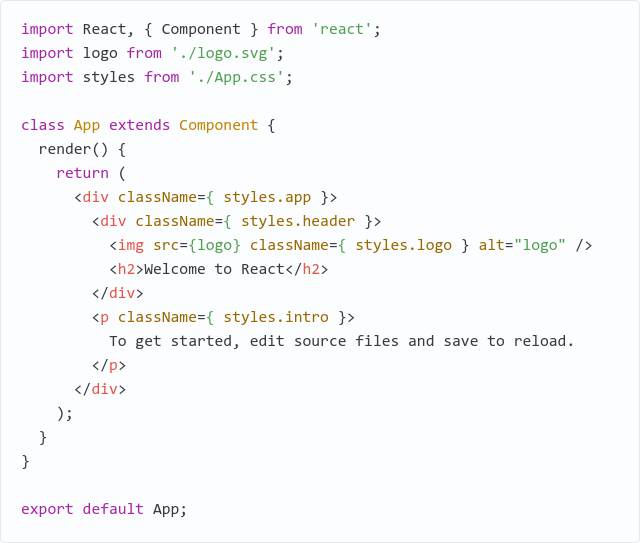 import React, { Component } from 'react';
import logo from './logo.svg';
import styles from './App.css';

class App extends Component {
  render() {
    return (
      <div className={ styles.app }>
        <div className={ styles.header }>
          <img src={logo} className={ styles.logo } alt="logo" />
          <h2>Welcome to React</h2>
        </div>
        <p className={ styles.intro }>
          To get started, edit source files and save to reload.
        </p>
      </div>
    );
  }
}

export default App;